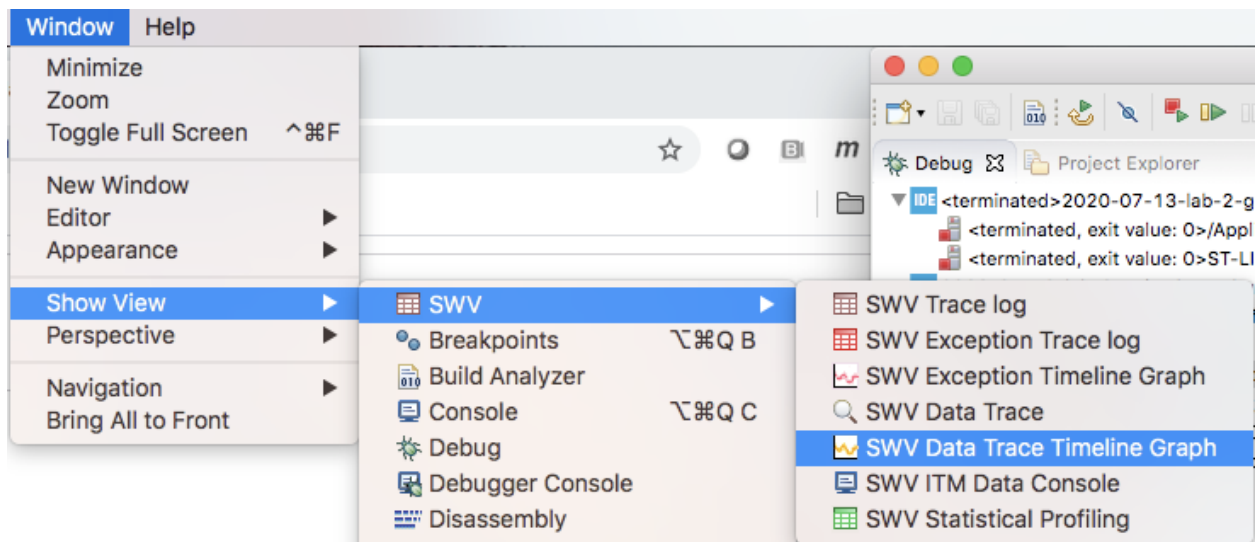 Window Help
Minimize
Zoom
Toggle Full Screen ^⌘F
New Window
Editor
Appearance
Show View
Perspective
Navigation
Bring All to Front
SWV
Breakpoints ⌥⌘Q B
Build Analyzer
Console ⌥⌘Q C
Debug
Debugger Console
Disassembly
SWV Trace log
SWV Exception Trace log
SWV Exception Timeline Graph
SWV Data Trace
SWV Data Trace Timeline Graph
SWV ITM Data Console
SWV Statistical Profiling
m
010
Debug Project Explorer
IDE <terminated>2020-07-13-lab-2-g
<terminated, exit value: 0>/Appl
<terminated, exit value: 0>ST-LI